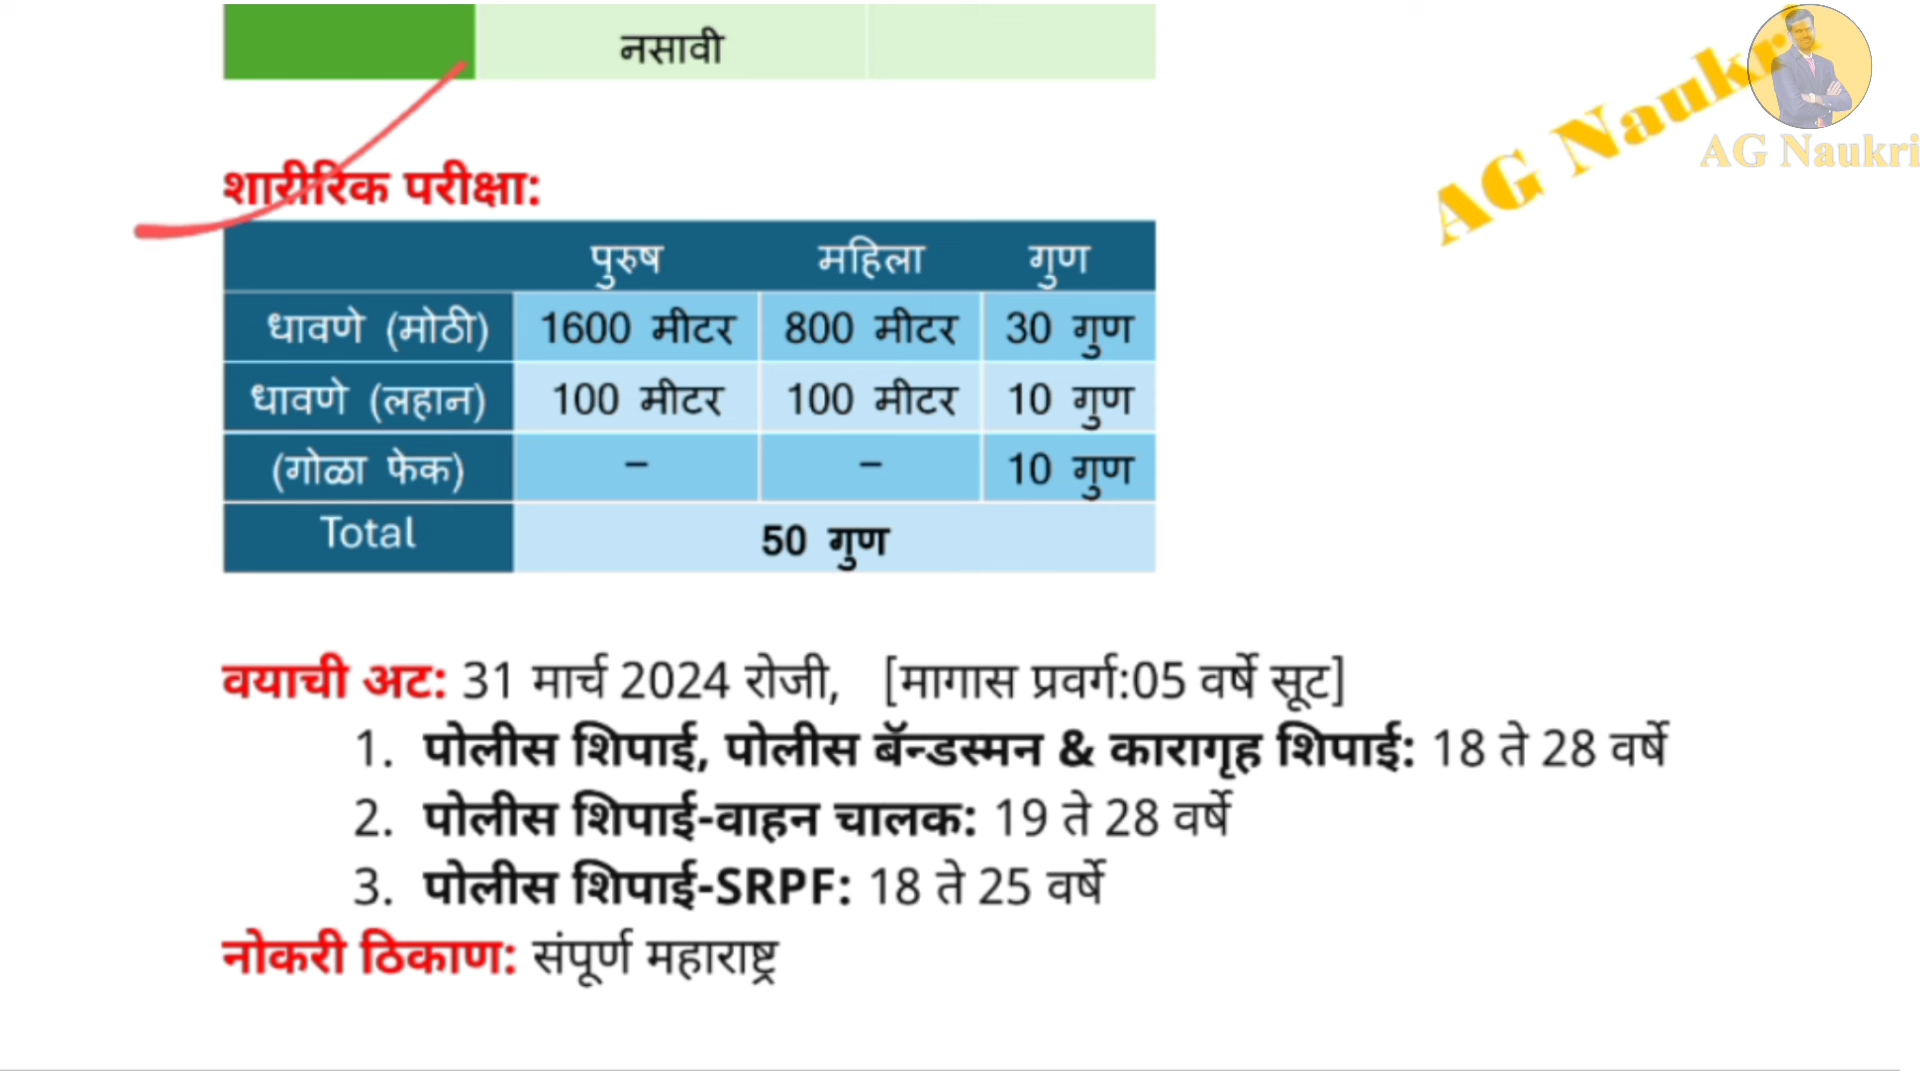 नसावी
AG Naukri
AG Naukri
शारीरिक परीक्षा:
पुरुष महिला गुण
धावणे (मोठी) 1600 मीटर 800 मीटर 30 गुण
धावणे (लहान) 100 मीटर 100 मीटर 10 गुण
(गोळा फेक) – – 10 गुण
Total 50 गुण
वयाची अट: 31 मार्च 2024 रोजी, [मागास प्रवर्ग:05 वर्षे सूट]
1. पोलीस शिपाई, पोलीस बॅन्डस्मन & कारागृह शिपाई: 18 ते 28 वर्षे
2. पोलीस शिपाई-वाहन चालक: 19 ते 28 वर्षे
3. पोलीस शिपाई-SRPF: 18 ते 25 वर्षे
नोकरी ठिकाण: संपूर्ण महाराष्ट्र